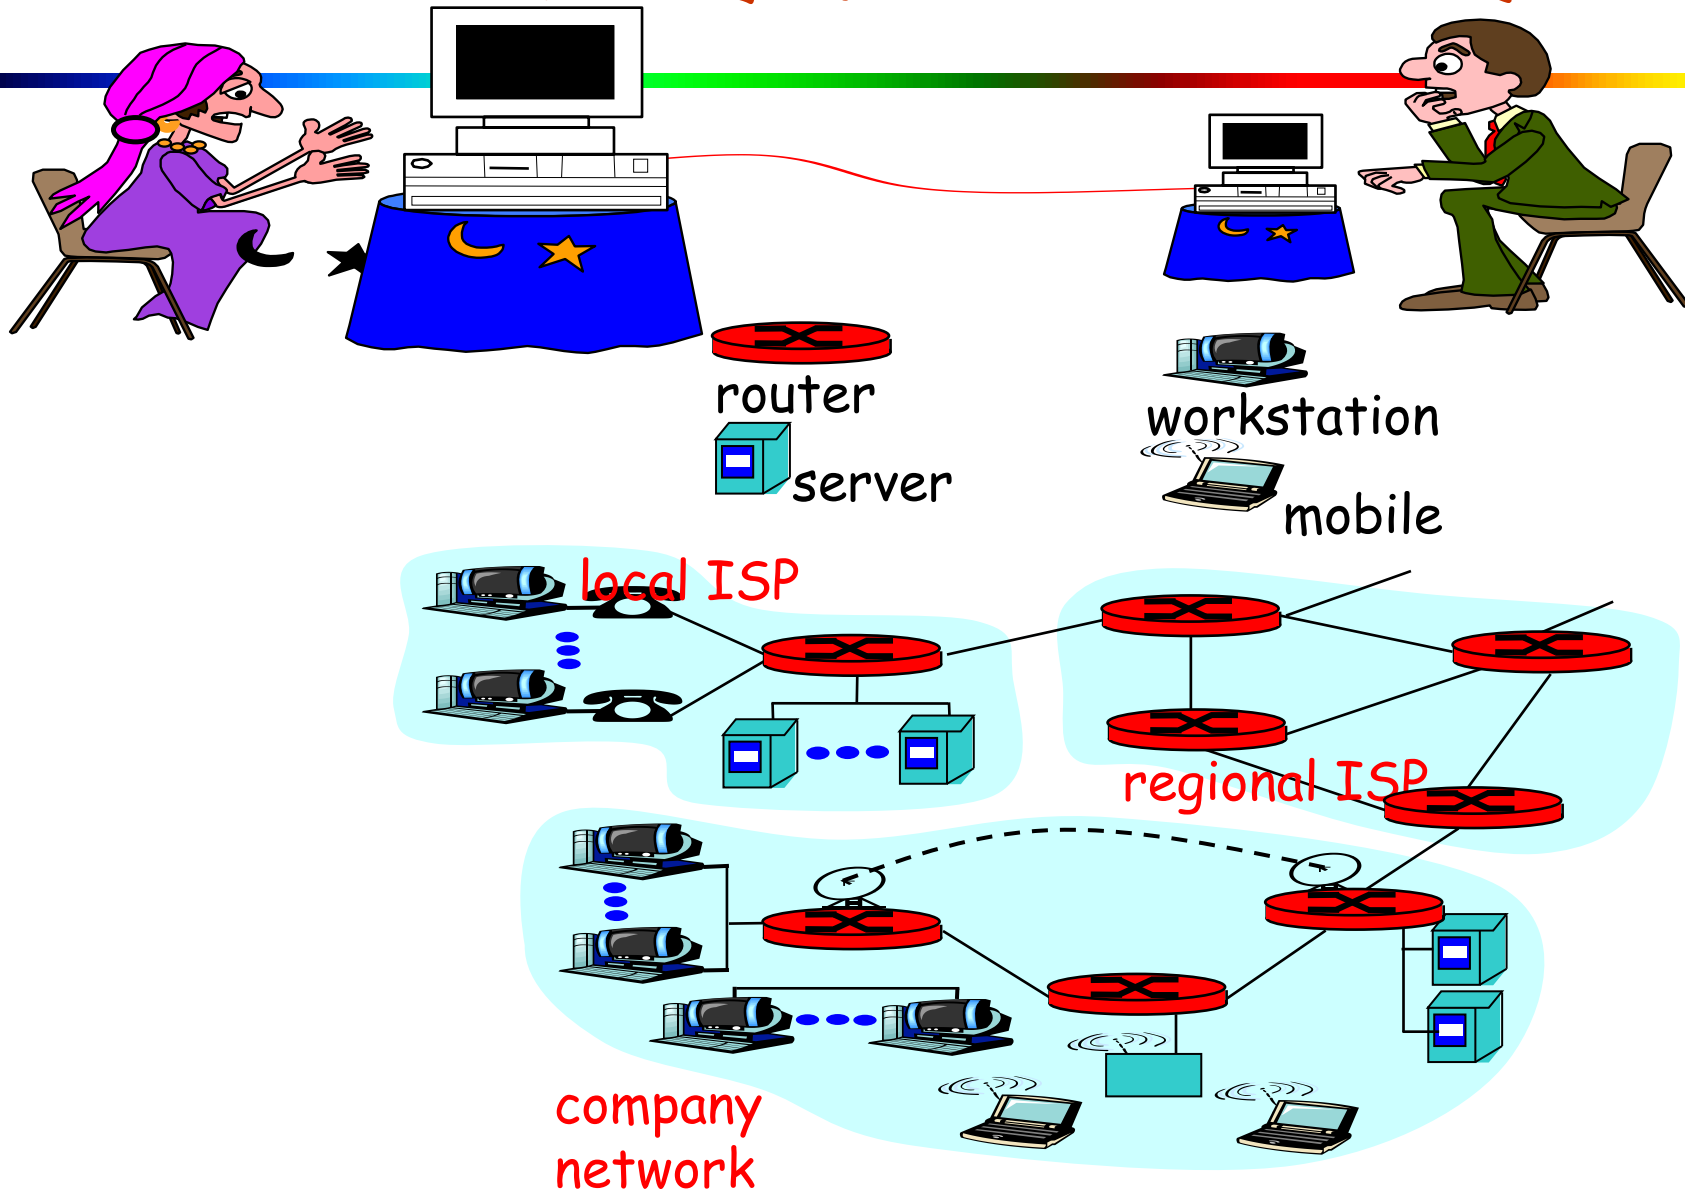 router
workstation
server
mobile
local ISP
regional ISP
company
network